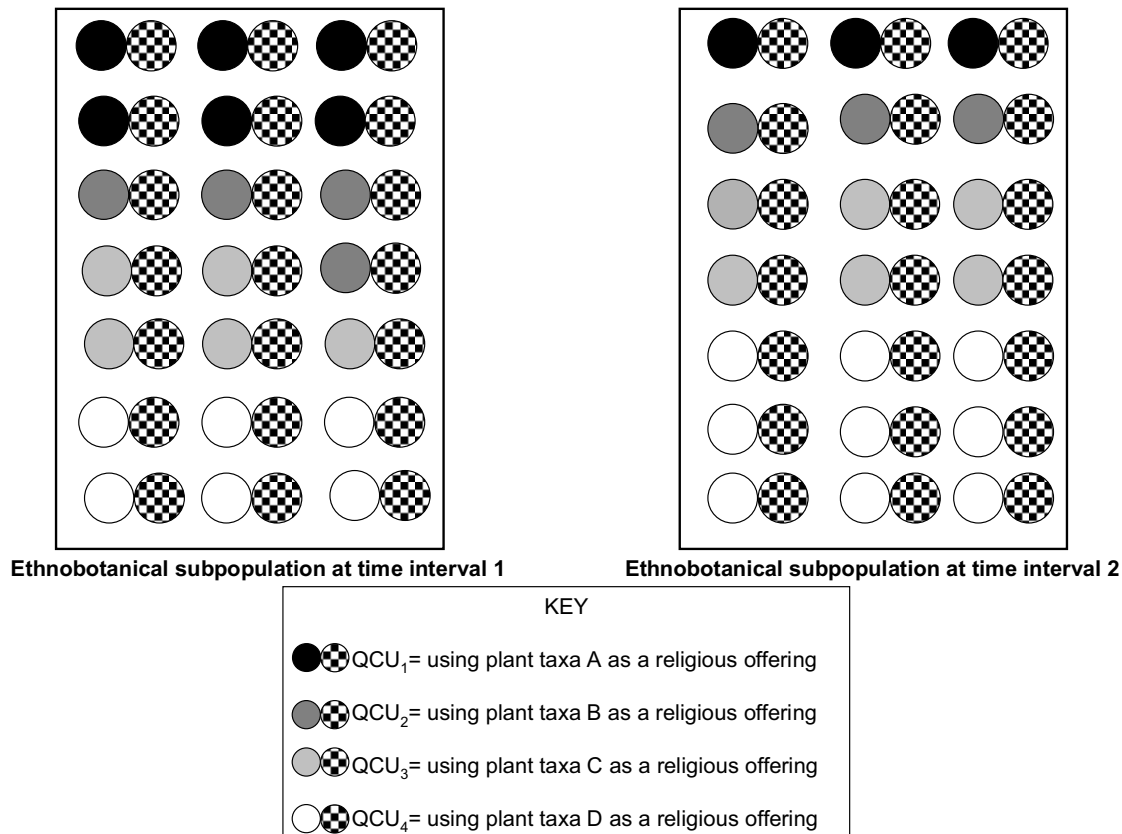 Ethnobotanical subpopulation at time interval 1
Ethnobotanical subpopulation at time interval 2
KEY
QCU₁= using plant taxa A as a religious offering
QCU₂= using plant taxa B as a religious offering
QCU₃= using plant taxa C as a religious offering
QCU₄= using plant taxa D as a religious offering